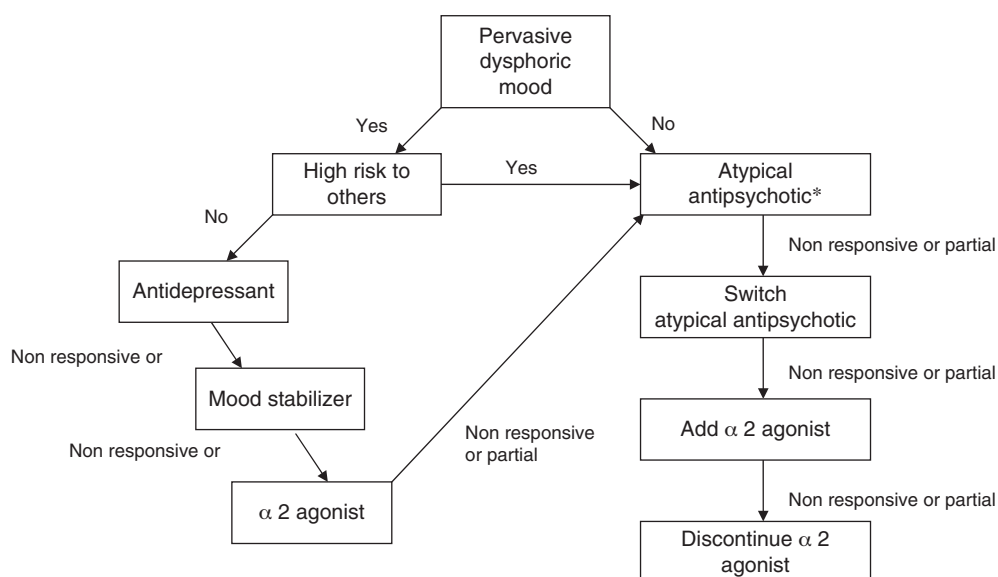 Pervasive
dysphoric
mood
Yes
No
High risk to
others
Yes
Atypical
antipsychotic*
No
Non responsive or partial
Antidepressant
Switch
atypical antipsychotic
Non responsive or
Non responsive or partial
Mood stabilizer
Add α 2 agonist
Non responsive or
Non responsive
or partial
α 2 agonist
Non responsive or partial
Discontinue α 2
agonist